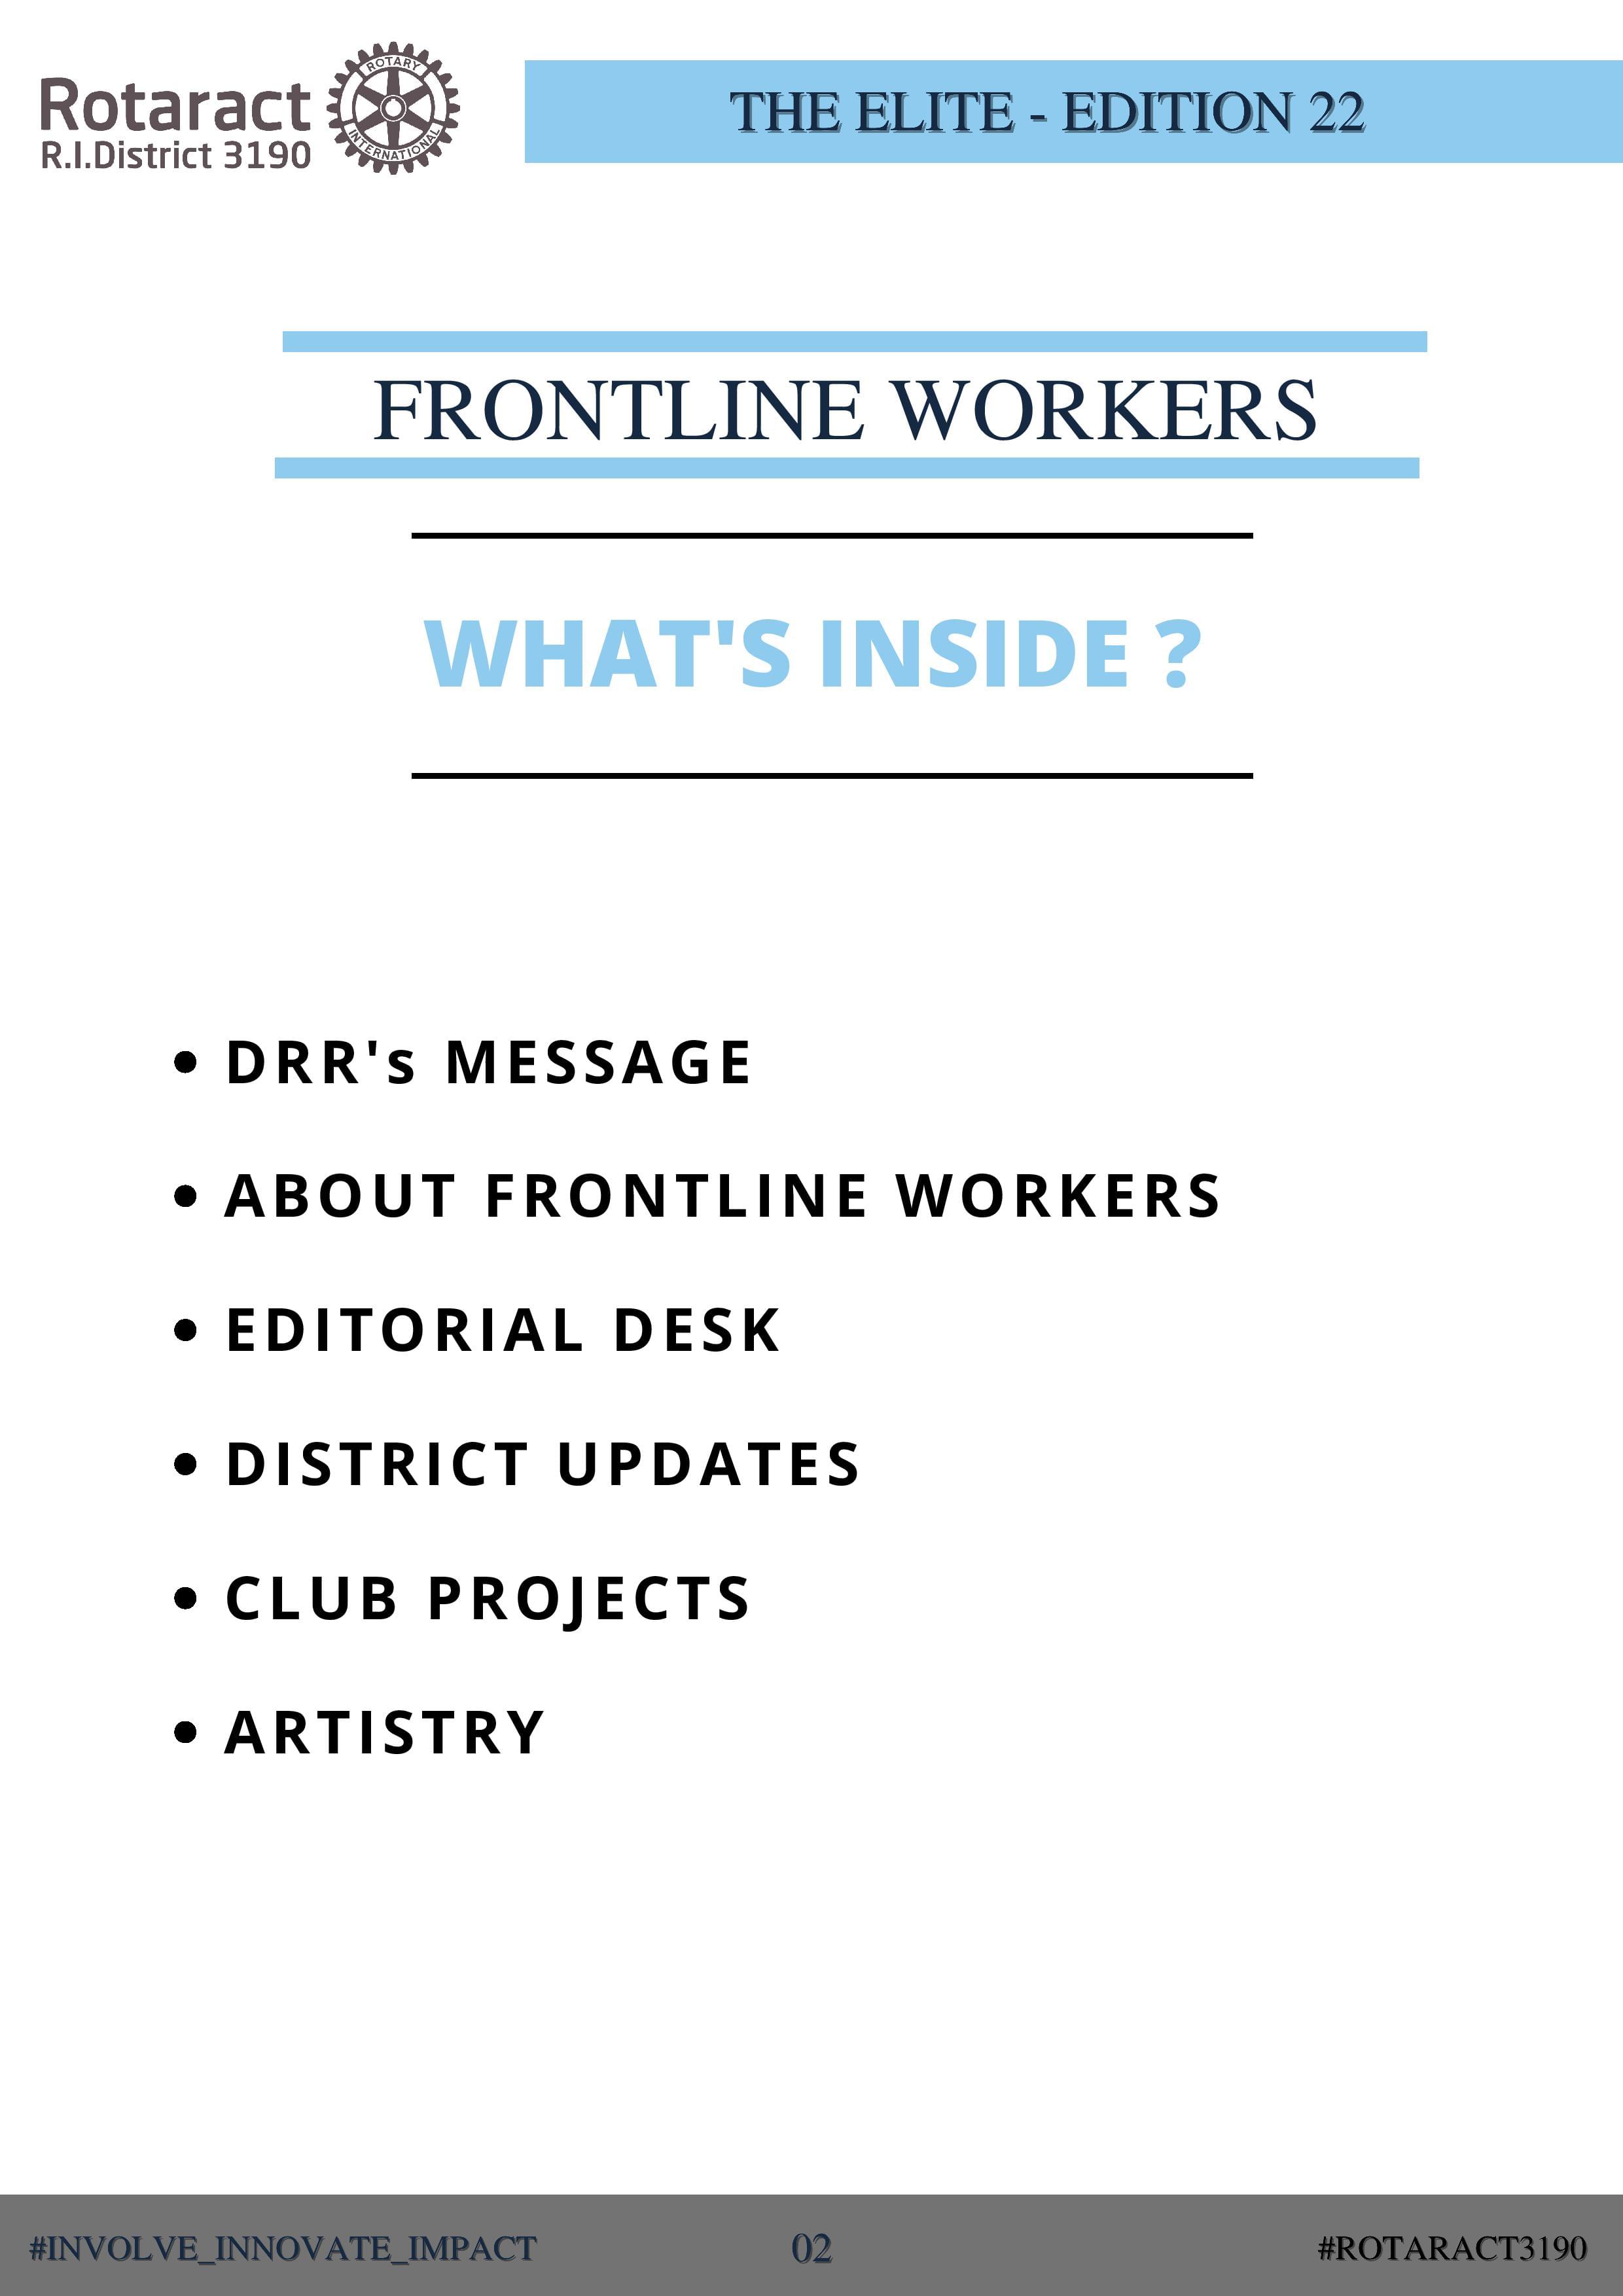 Rotaract
R.I.District 3190
ROTARY
INTERNATIONAL
THE ELITE - EDITION 22
FRONTLINE WORKERS
WHAT'S INSIDE ?
• DRR's MESSAGE
• ABOUT FRONTLINE WORKERS
• EDITORIAL DESK
• DISTRICT UPDATES
• CLUB PROJECTS
• ARTISTRY
#INVOLVE_INNOVATE_IMPACT
02
#ROTARACT3190